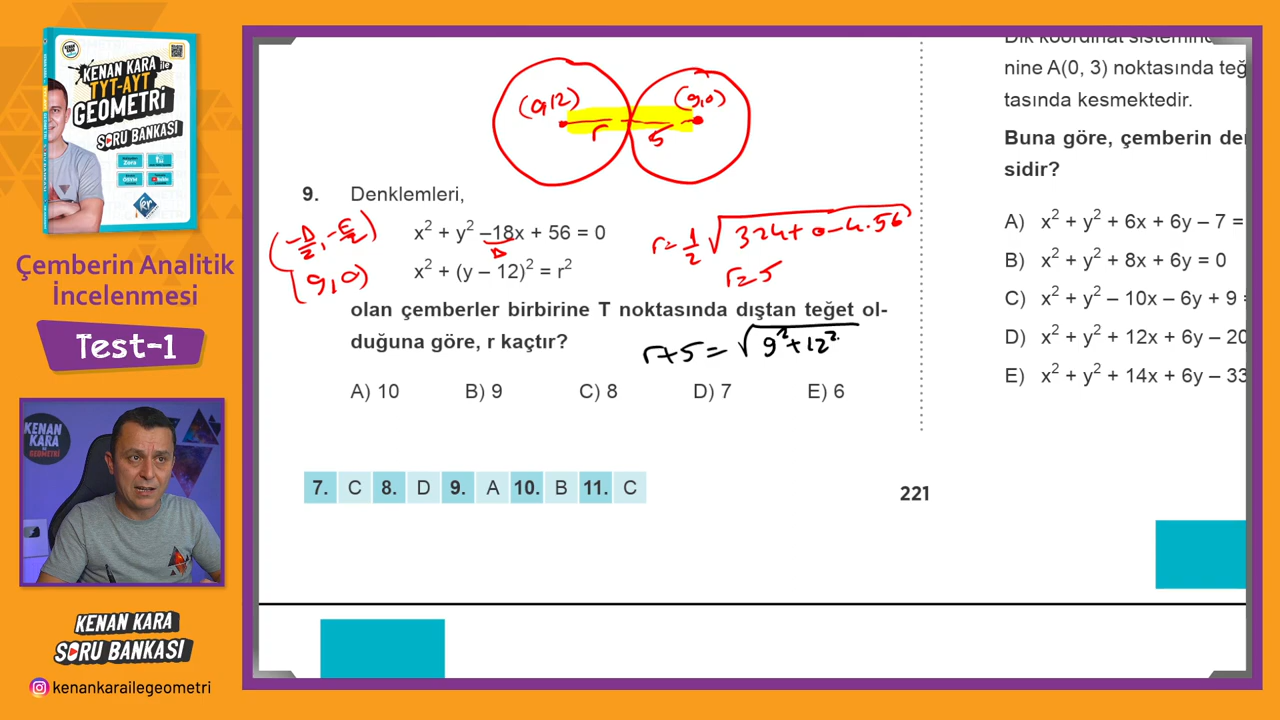 KENAN KARA ile
TYT-AYT
GEOMETRİ
SORU BANKASI
Çemberin Analitik
İncelenmesi
Test-1
KENAN
KARA
ile
GEOMETRİ
KENAN KARA
SORU BANKASI
kenankarailegeometri
(0,12)
(9,0)
r
5
9. Denklemleri,
x² + y² – 18x + 56 = 0
x² + (y – 12)² = r²
olan çemberler birbirine T noktasında dıştan teğet ol-
duğuna göre, r kaçtır?
A) 10 B) 9 C) 8 D) 7 E) 6
(-D/2, -E/2)
(9,0)
D
r=1/2 √324+0-4.56
r=5
r+5=√9²+12²
7. C 8. D 9. A 10. B 11. C
221
Dik koordinat sistemin
nine A(0, 3) noktasında teğ
tasında kesmektedir.
Buna göre, çemberin de
sidir?
A) x² + y² + 6x + 6y – 7 =
B) x² + y² + 8x + 6y = 0
C) x² + y² – 10x – 6y + 9
D) x² + y² + 12x + 6y – 20
E) x² + y² + 14x + 6y – 33